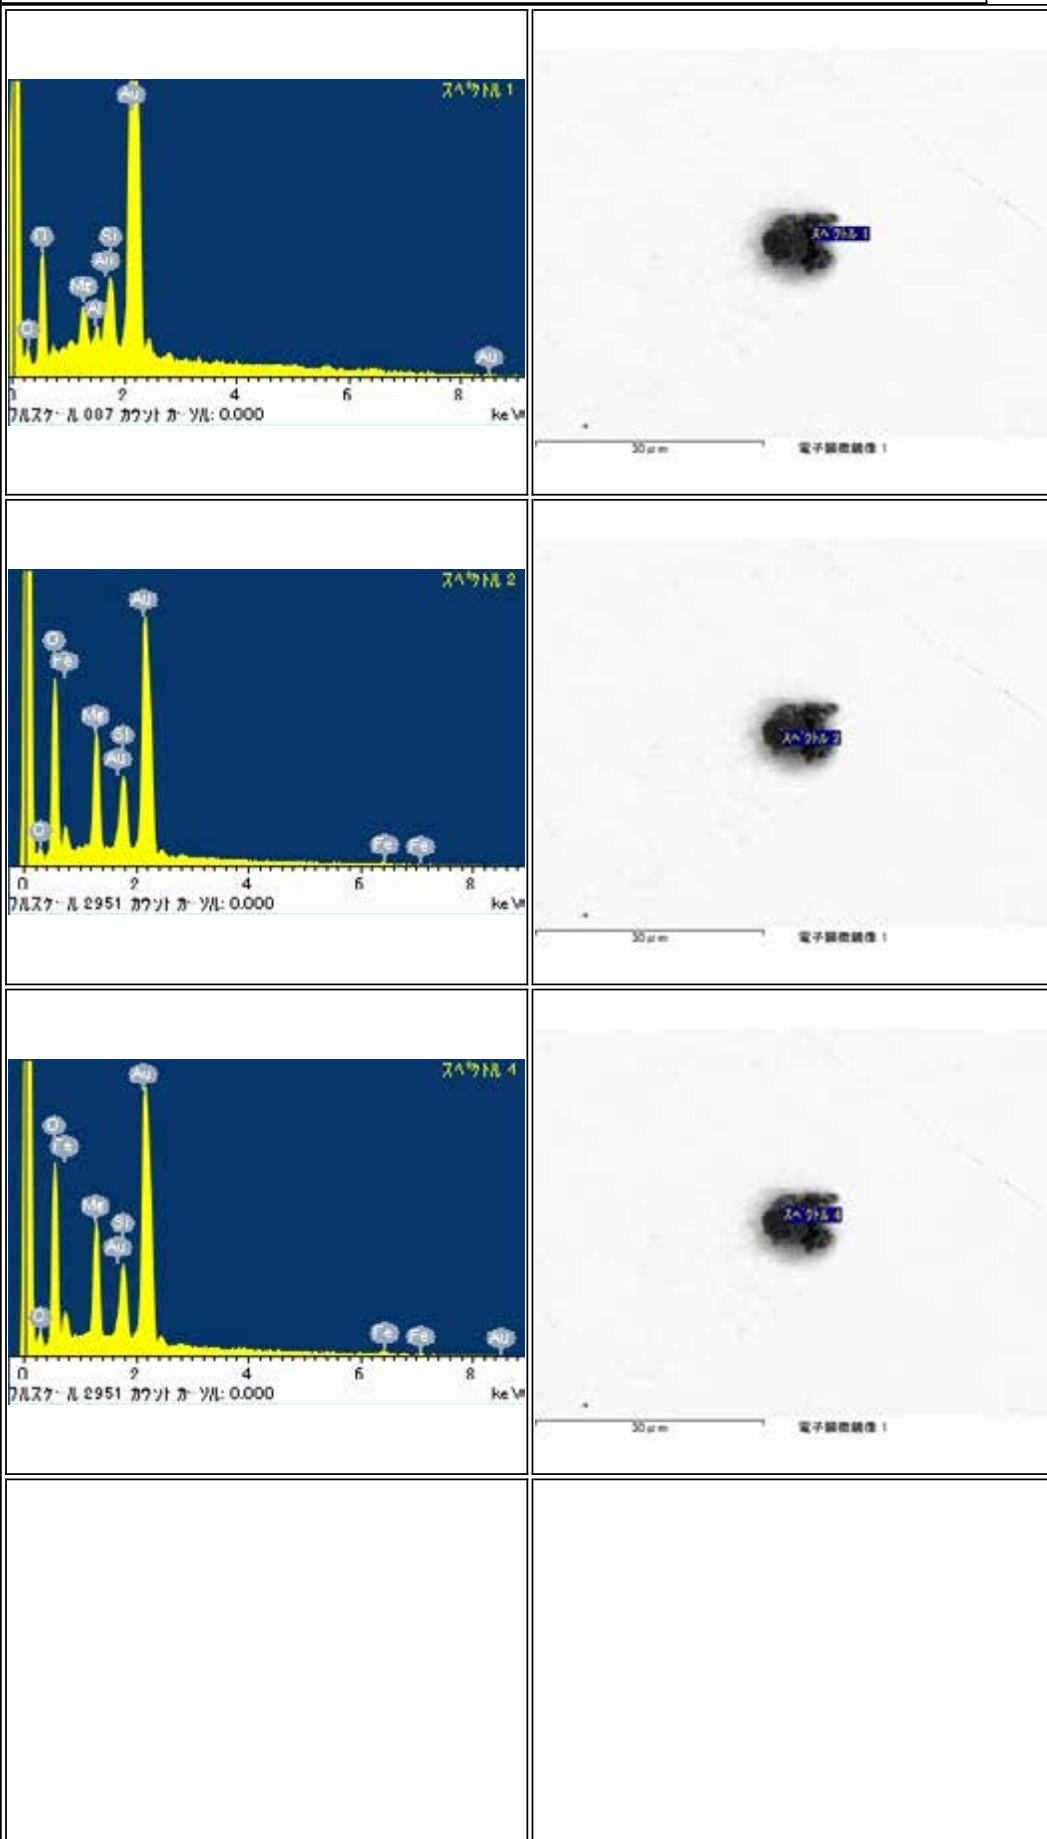 スペクトル 1
Au
O
Si
Au
Mg
Al
C
Au
0 2 4 6 8
フルスケール 807 カウント カーソル: 0.000 keV
スペクトル 1
30μm 電子顕微鏡像 1
スペクトル 2
Au
O
Fe
Mg
Si
Au
C
Fe Fe
0 2 4 6 8
フルスケール 2951 カウント カーソル: 0.000 keV
スペクトル 2
30μm 電子顕微鏡像 1
スペクトル 4
Au
O
Fe
Mg
Si
Au
C
Fe Fe Au
0 2 4 6 8
フルスケール 2951 カウント カーソル: 0.000 keV
スペクトル 4
30μm 電子顕微鏡像 1